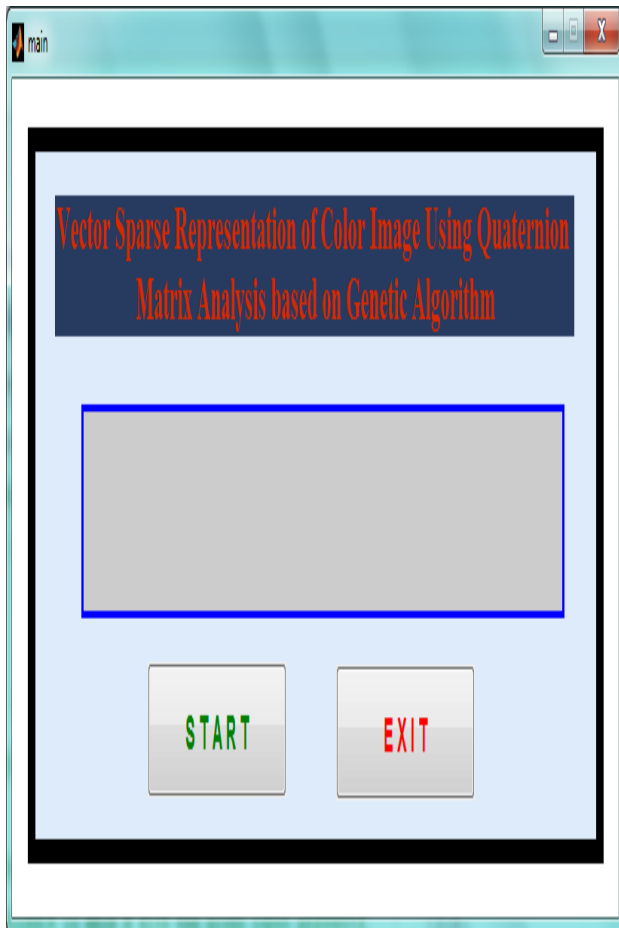 main
X
Vector Sparse Representation of Color Image Using Quaternion
Matrix Analysis based on Genetic Algorithm
START
EXIT